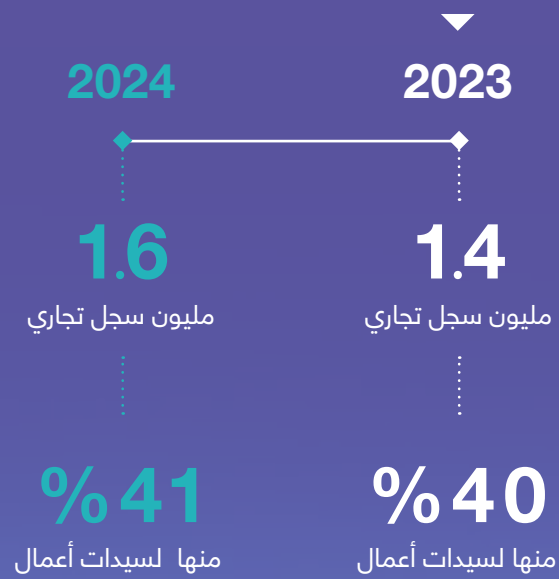 2023
1.4
مليون سجل تجاري
%40
منها لسيدات أعمال
2024
1.6
مليون سجل تجاري
%41
منها لسيدات أعمال